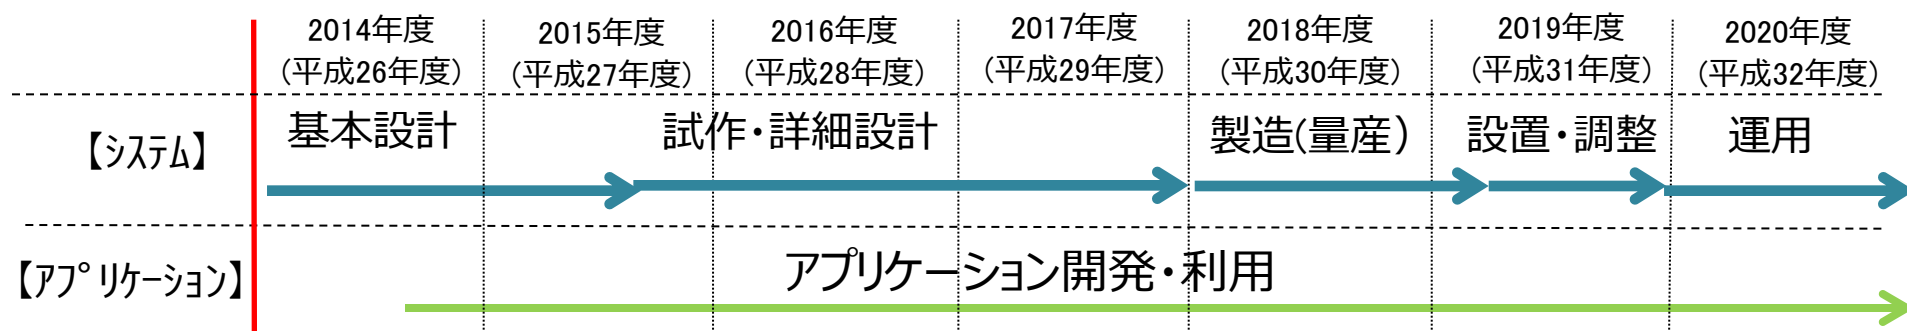 2014年度
(平成26年度)
2015年度
(平成27年度)
2016年度
(平成28年度)
2017年度
(平成29年度)
2018年度
(平成30年度)
2019年度
(平成31年度)
2020年度
(平成32年度)
【ｼｽﾃﾑ】
基本設計
試作・詳細設計
製造(量産)
設置・調整
運用
【ｱﾌﾟﾘｹｰｼｮﾝ】
アプリケーション開発・利用